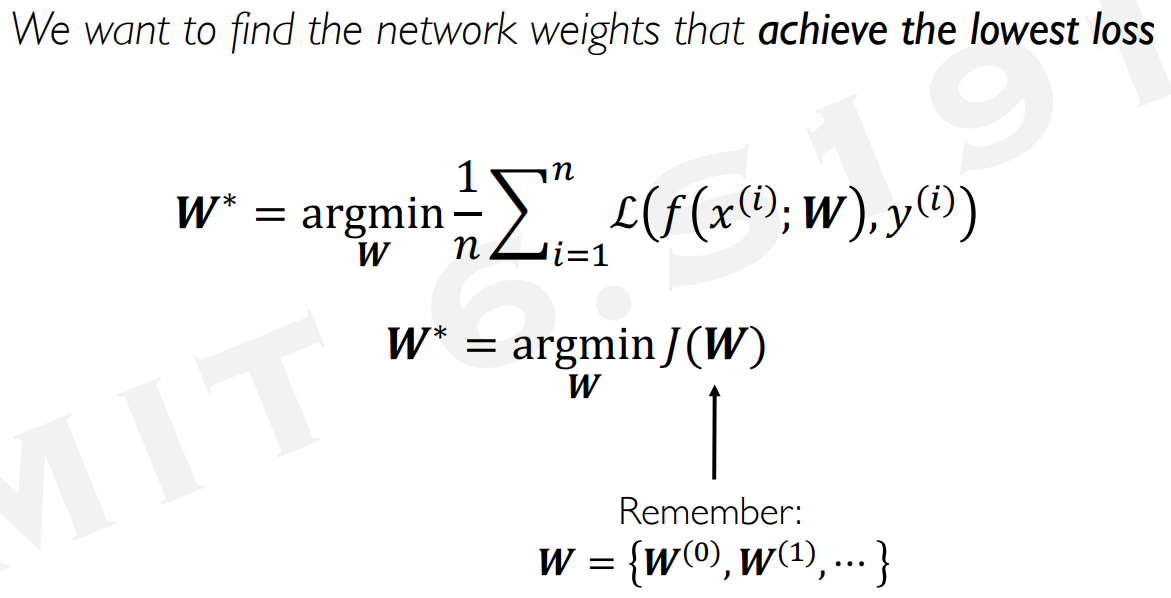 We want to find the network weights that achieve the lowest loss
W* = argmin_W 1/n ∑_{i=1}^{n} ℒ(f(x^{(i)}; W), y^{(i)})
W* = argmin_W J(W)
Remember:
W = {W^{(0)}, W^{(1)}, ⋯}
MIT 6.S191